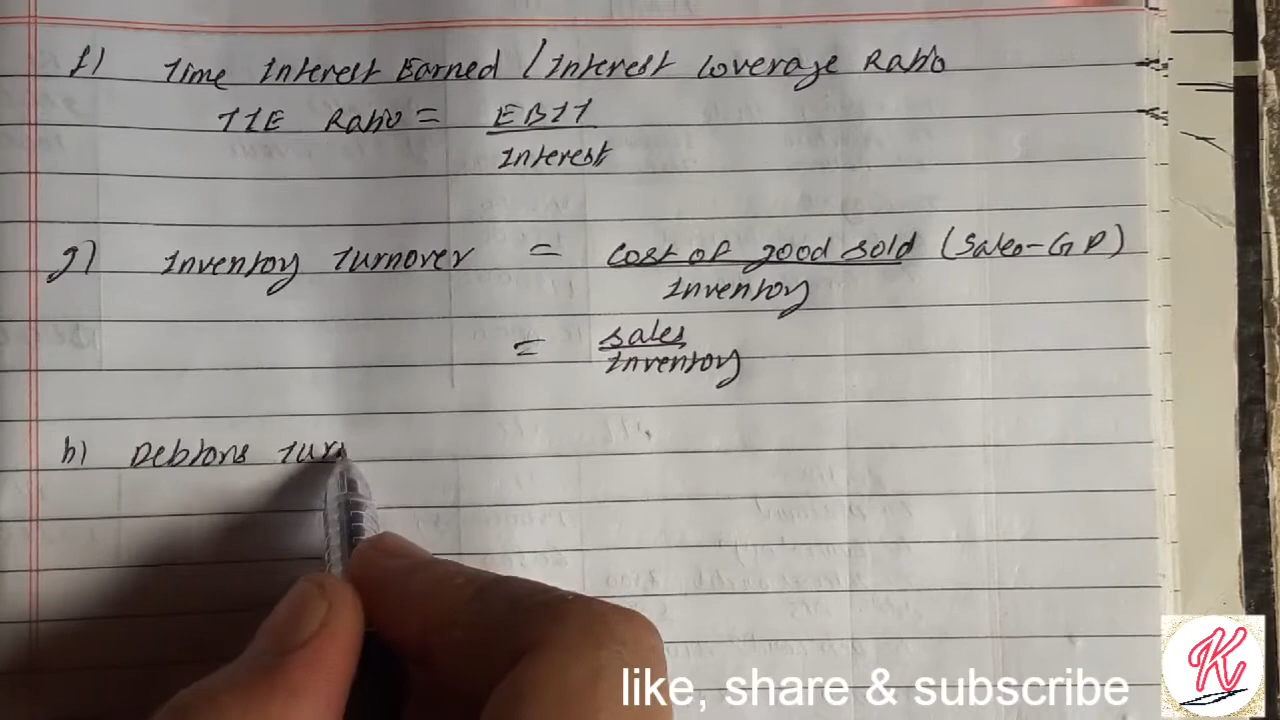 f) Time Interest Earned / Interest Coverage Ratio
TIE Ratio = EBIT
Interest
g) Inventory Turnover = Cost of good sold (Sales-GP)
Inventory
= Sales
Inventory
h) Debtors Tur
like, share & subscribe
K